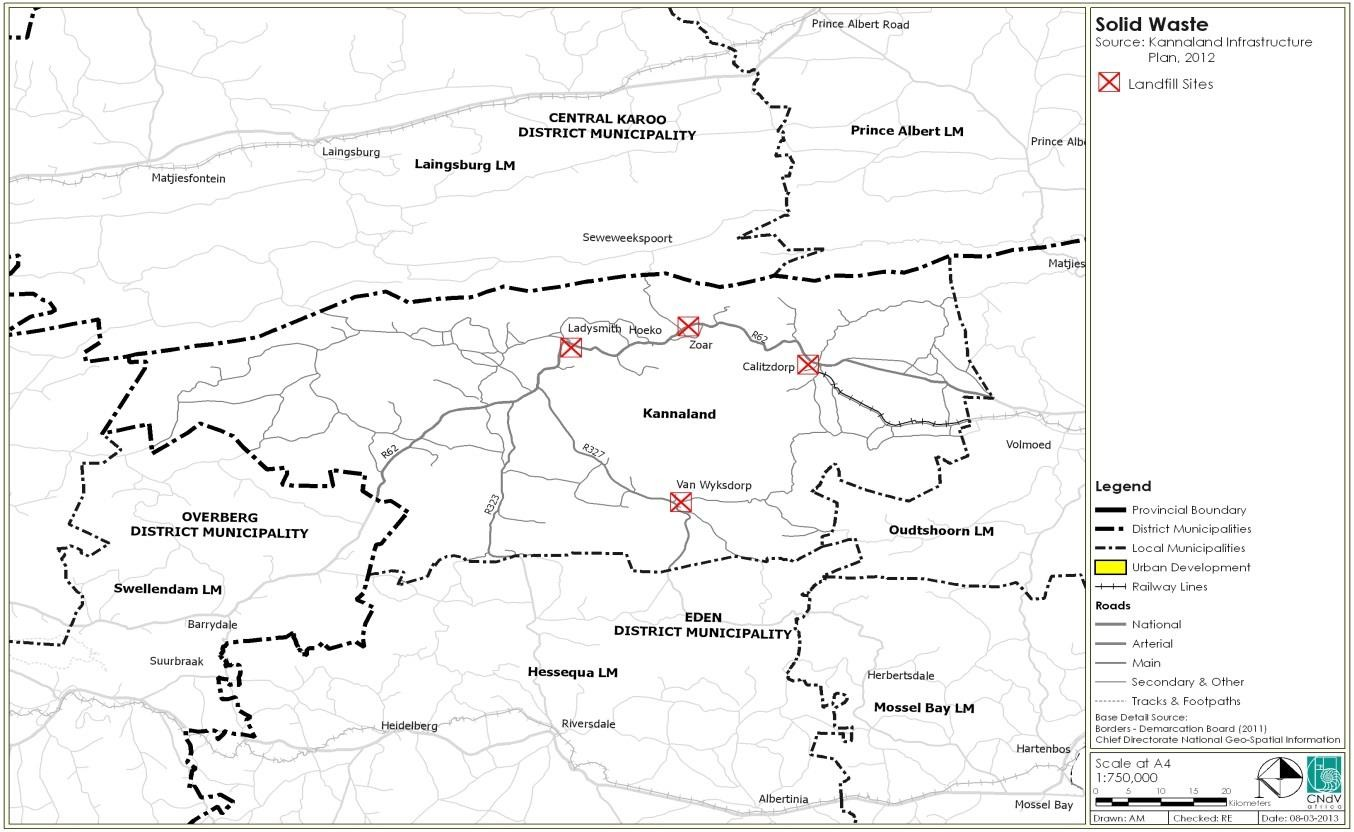 Prince Albert Road
CENTRAL KAROO
DISTRICT MUNICIPALITY
Prince Albert LM
Prince Albe
Laingsburg
Laingsburg LM
Matjiesfontein
Seweweekspoort
Matjies
Ladysmith
Hoeko
Zoar
R62
Calitzdorp
Kannaland
Volmoed
R62
R327
R323
Van Wyksdorp
OVERBERG
DISTRICT MUNICIPALITY
Oudtshoorn LM
Swellendam LM
Barrydale
EDEN
DISTRICT MUNICIPALITY
Suurbraak
Hessequa LM
Herbertsdale
Mossel Bay LM
Heidelberg
Riversdale
Hartenbos
Albertinia
Mossel Bay
Solid Waste
Source: Kannaland Infrastructure
Plan, 2012
Landfill Sites
Legend
Provincial Boundary
District Municipalities
Local Municipalities
Urban Development
Railway Lines
Roads
National
Arterial
Main
Secondary & Other
Tracks & Footpaths
Base Detail Source:
Borders - Demarcation Board (2011)
Chief Directorate National Geo-Spatial Information
Scale at A4
1:750,000
0 5 10 15 20
Kilometers
N
CNdV
africa
Drawn: AM
Checked: RE
Date: 08-03-2013